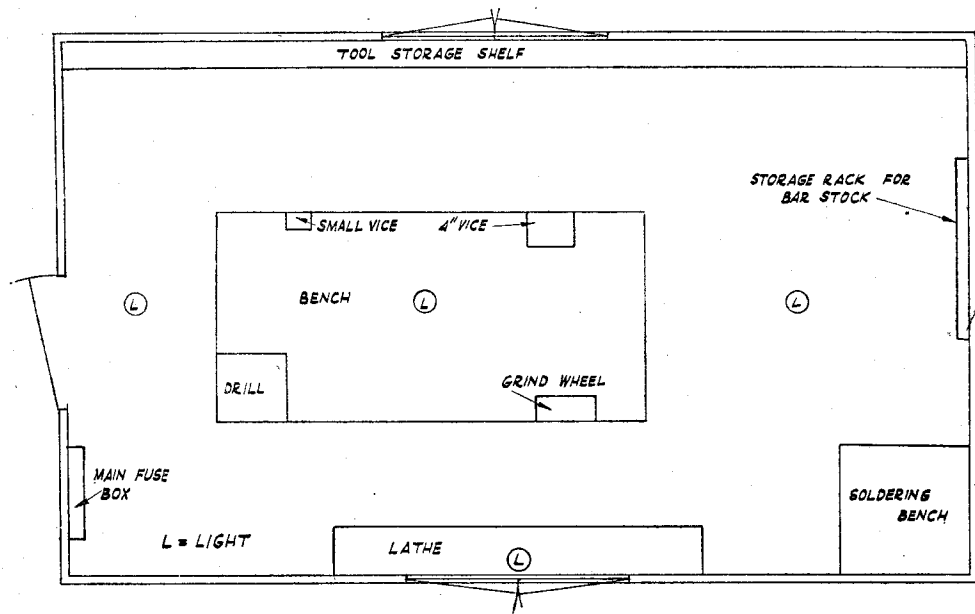 TOOL STORAGE SHELF
STORAGE RACK FOR
BAR STOCK
SMALL VICE
4" VICE
L
BENCH
L
L
DRILL
GRIND WHEEL
MAIN FUSE
BOX
SOLDERING
BENCH
L = LIGHT
LATHE
L